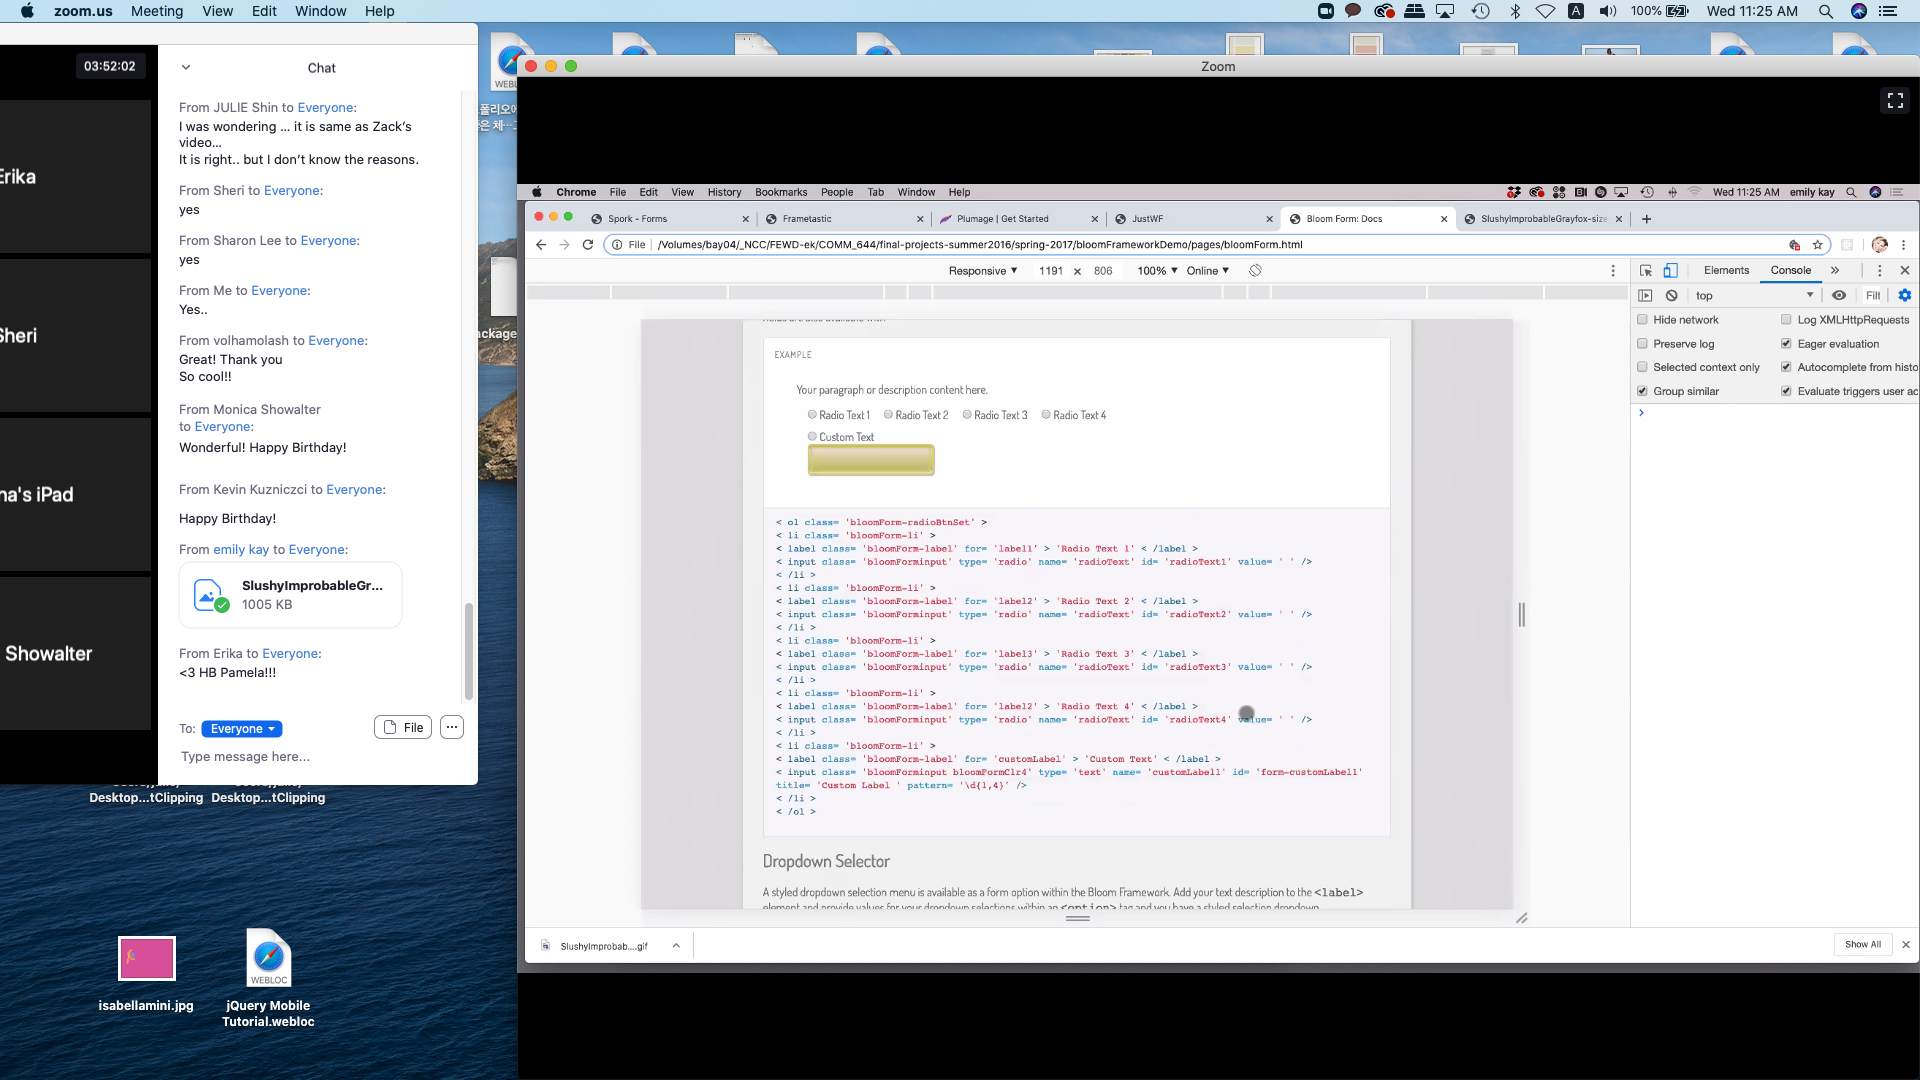 zoom.us Meeting View Edit Window Help
100% Wed 11:25 AM
03:52:02
Erika
Sheri
na's iPad
Showalter
Chat
From JULIE Shin to Everyone:
I was wondering ... it is same as Zack's
video...
It is right.. but I don't know the reasons.
From Sheri to Everyone:
yes
From Sharon Lee to Everyone:
yes
From Me to Everyone:
Yes..
From volhamolash to Everyone:
Great! Thank you
So cool!!
From Monica Showalter
to Everyone:
Wonderful! Happy Birthday!
From Kevin Kuzniczci to Everyone:
Happy Birthday!
From emily kay to Everyone:
SlushyImprobableGr...
1005 KB
From Erika to Everyone:
<3 HB Pamela!!!
To: Everyone
File
Type message here...
Desktop...tClipping Desktop...tClipping
isabellamini.jpg
WEBLOC
jQuery Mobile
Tutorial.webloc
Zoom
Chrome File Edit View History Bookmarks People Tab Window Help
Wed 11:25 AM emily kay
Spork - Forms
Frametastic
Plumage | Get Started
JustWF
Bloom Form: Docs
SlushyImprobableGrayfox-size
File | /Volumes/bay04/_NCC/FEWD-ek/COMM_644/final-projects-summer2016/spring-2017/bloomFrameworkDemo/pages/bloomForm.html
Responsive 1191 × 806 100% Online
Elements Console
top
Filt
Hide network Log XMLHttpRequests
Preserve log Eager evaluation
Selected context only Autocomplete from histo
Group similar Evaluate triggers user ac
EXAMPLE
Your paragraph or description content here.
Radio Text 1 Radio Text 2 Radio Text 3 Radio Text 4
Custom Text
< ol class= 'bloomForm-radioBtnSet' >
< li class= 'bloomForm-li' >
< label class= 'bloomForm-label' for= 'label1' > 'Radio Text 1' < /label >
< input class= 'bloomForminput' type= 'radio' name= 'radioText' id= 'radioText1' value= ' ' />
< /li >
< li class= 'bloomForm-li' >
< label class= 'bloomForm-label' for= 'label2' > 'Radio Text 2' < /label >
< input class= 'bloomForminput' type= 'radio' name= 'radioText' id= 'radioText2' value= ' ' />
< /li >
< li class= 'bloomForm-li' >
< label class= 'bloomForm-label' for= 'label3' > 'Radio Text 3' < /label >
< input class= 'bloomForminput' type= 'radio' name= 'radioText' id= 'radioText3' value= ' ' />
< /li >
< li class= 'bloomForm-li' >
< label class= 'bloomForm-label' for= 'label2' > 'Radio Text 4' < /label >
< input class= 'bloomForminput' type= 'radio' name= 'radioText' id= 'radioText4' value= ' ' />
< /li >
< li class= 'bloomForm-li' >
< label class= 'bloomForm-label' for= 'customLabel' > 'Custom Text' < /label >
< input class= 'bloomForminput bloomFormClr4' type= 'text' name= 'customLabel1' id= 'form-customLabel1'
title= 'Custom Label ' pattern= '\d{1,4}' />
< /li >
< /ol >
Dropdown Selector
A styled dropdown selection menu is available as a form option within the Bloom Framework. Add your text description to the <label>
element and provide values for your dropdown selections within an <option> tag and you have a styled selection dropdown.
SlushyImprobab....gif
Show All